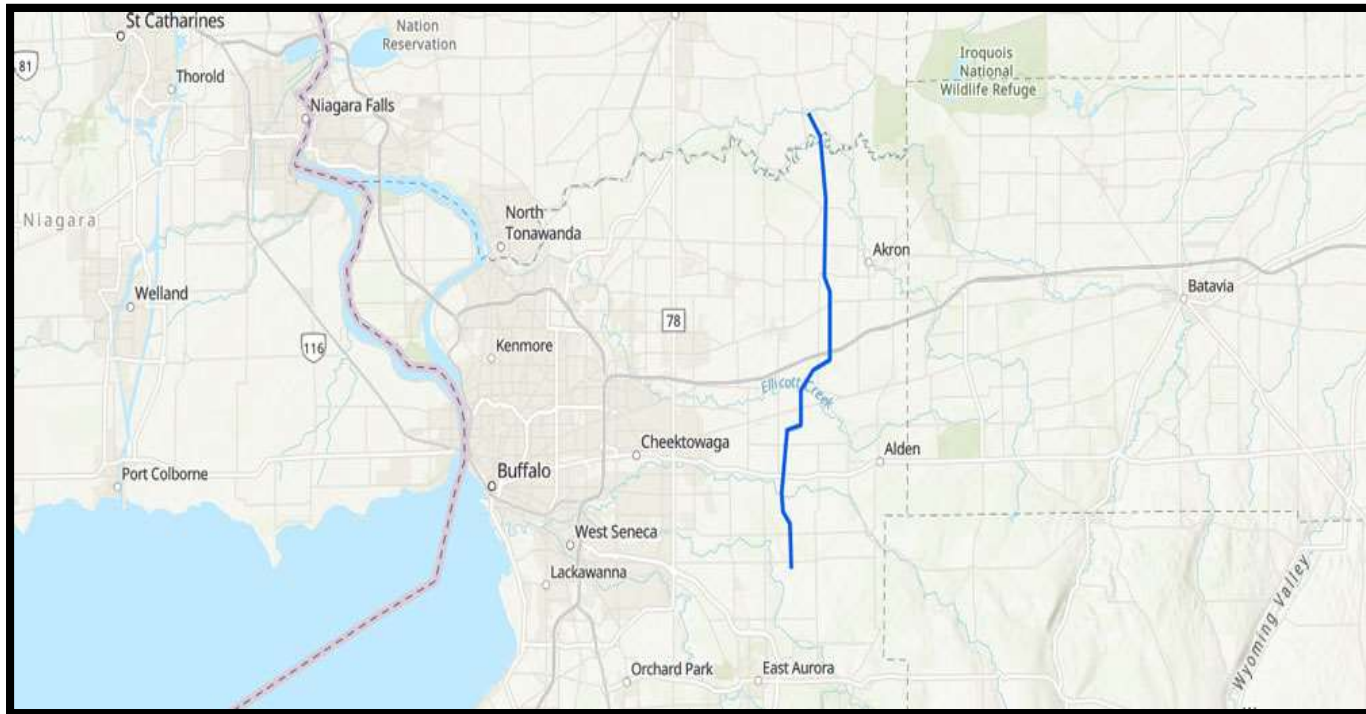 St Catharines
Nation
Reservation
81
Thorold
Iroquois
National
Wildlife Refuge
Niagara Falls
Niagara
North
Tonawanda
Akron
Welland
Batavia
78
116
Kenmore
Ellicott Creek
Cheektowaga
Alden
Port Colborne
Buffalo
West Seneca
Lackawanna
Wyoming Valley
Orchard Park
East Aurora